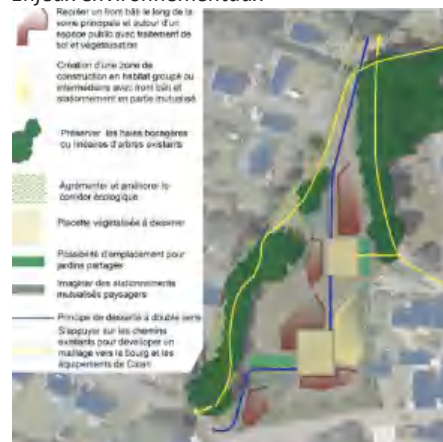 Enjeux environnementaux
Recréer un front bâti le long de la
voirie principale et autour d'un
espace public avec traitement de
sol et végétalisation
Création d'une zone de
construction en habitat groupé ou
intermédiaire avec front bâti et
stationnement en partie mutualisé
Préserver les haies bocagères
ou linéaires d'arbres existants
Agrémenter et améliorer le
corridor écologique
Placette végétalisée à desservir
Possibilité d'emplacement pour
jardins partagés
Imaginer des stationnements
mutualisés paysagers
Principe de desserte à double sens
S'appuyer sur les chemins
existants pour développer un
maillage vers le bourg et les
équipements de